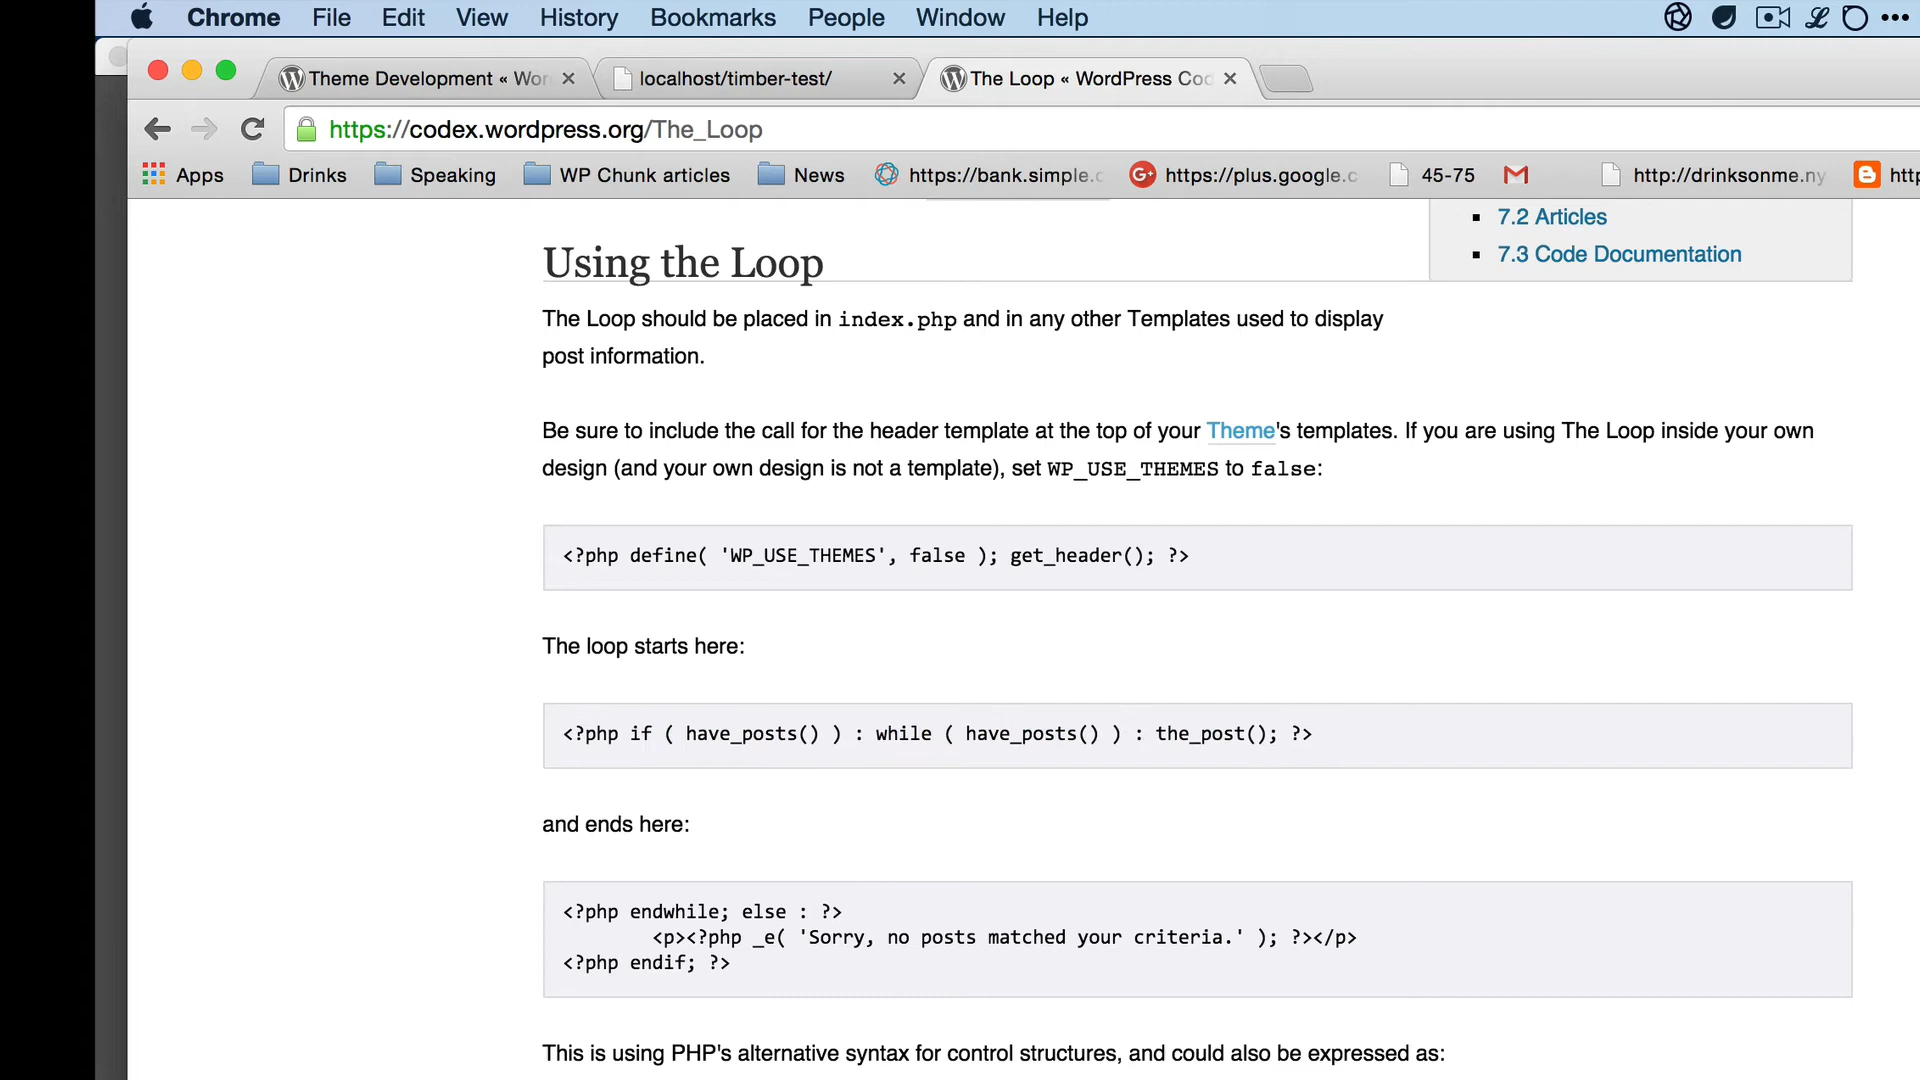 Chrome File Edit View History Bookmarks People Window Help
Theme Development « Wor
localhost/timber-test/
The Loop « WordPress Cod
https://codex.wordpress.org/The_Loop
Apps Drinks Speaking WP Chunk articles News https://bank.simple.c https://plus.google.c 45-75 http://drinksonme.ny htt
7.2 Articles
7.3 Code Documentation
Using the Loop
The Loop should be placed in index.php and in any other Templates used to display
post information.
Be sure to include the call for the header template at the top of your Theme's templates. If you are using The Loop inside your own
design (and your own design is not a template), set WP_USE_THEMES to false:
<?php define( 'WP_USE_THEMES', false ); get_header(); ?>
The loop starts here:
<?php if ( have_posts() ) : while ( have_posts() ) : the_post(); ?>
and ends here:
<?php endwhile; else : ?>
<p><?php _e( 'Sorry, no posts matched your criteria.' ); ?></p>
<?php endif; ?>
This is using PHP's alternative syntax for control structures, and could also be expressed as: